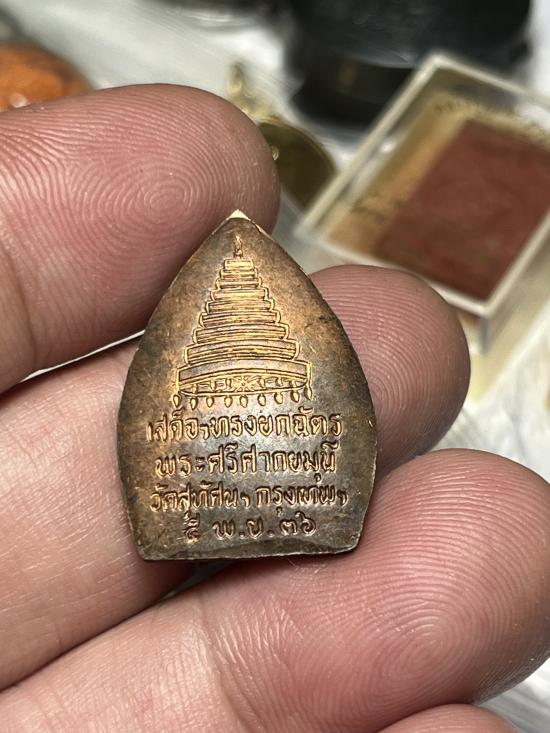 เสด็จฯทรงยกฉัตร
พระศรีศากยมุนี
วัดสุทัศนฯ กรุงเทพฯ
๕ พ.ย. ๓๖